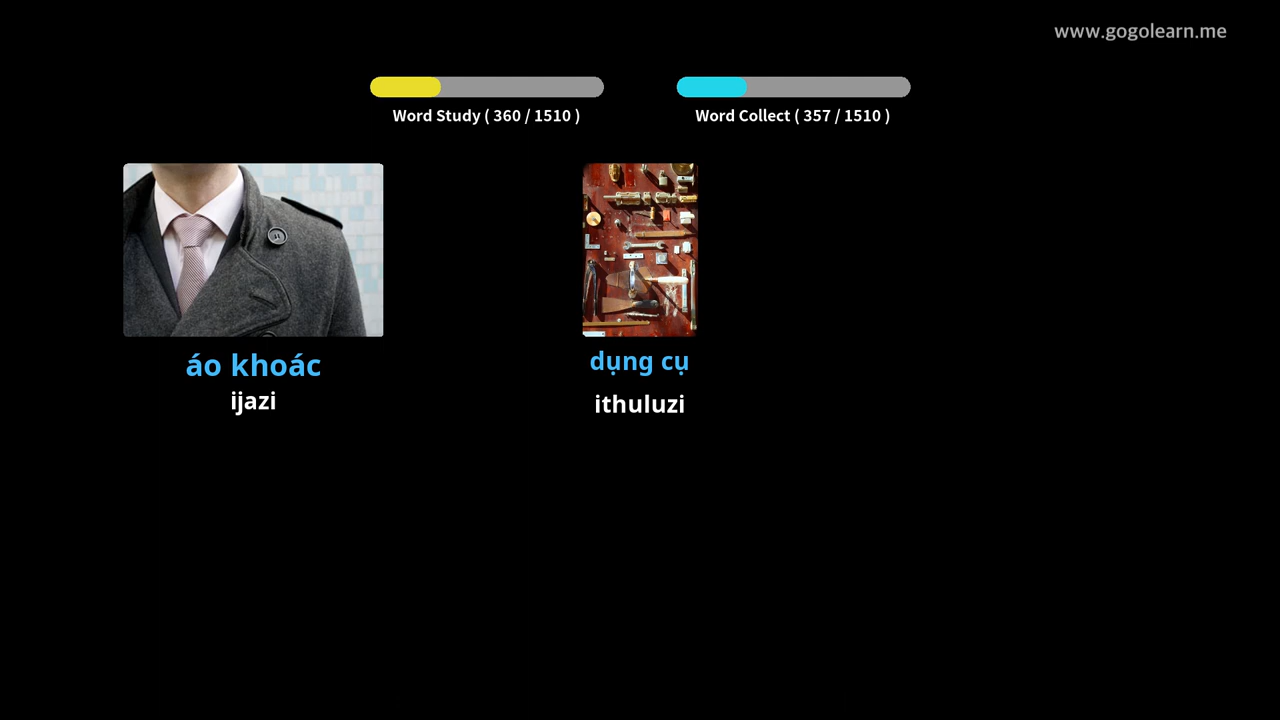 www.gogolearn.me
Word Study ( 360 / 1510 )
Word Collect ( 357 / 1510 )
áo khoác
ijazi
dụng cụ
ithuluzi